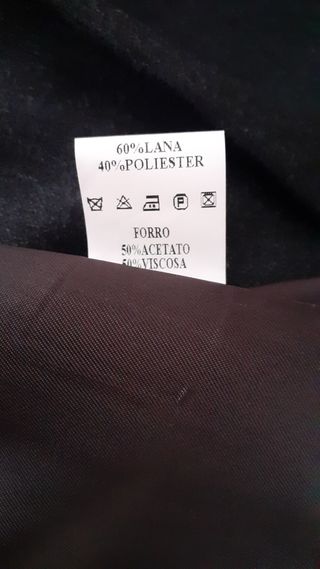 60%LANA
40%POLIESTER
P
FORRO
50%ACETATO
50%VISCOSA